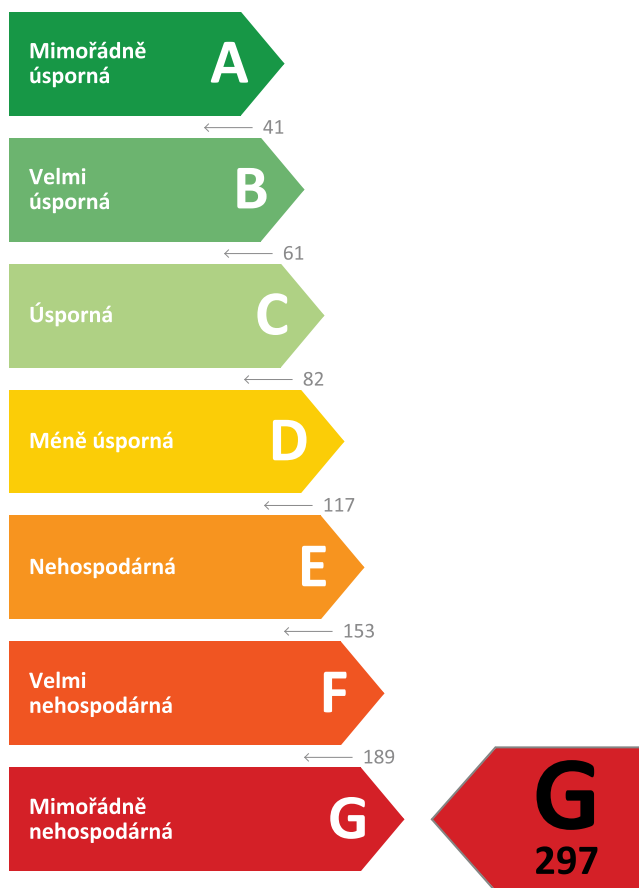 Mimořádně
úsporná
A
41
Velmi
úsporná
B
61
Úsporná
C
82
Méně úsporná
D
117
Nehospodárná
E
153
Velmi
nehospodárná
F
189
Mimořádně
nehospodárná
G
G
297